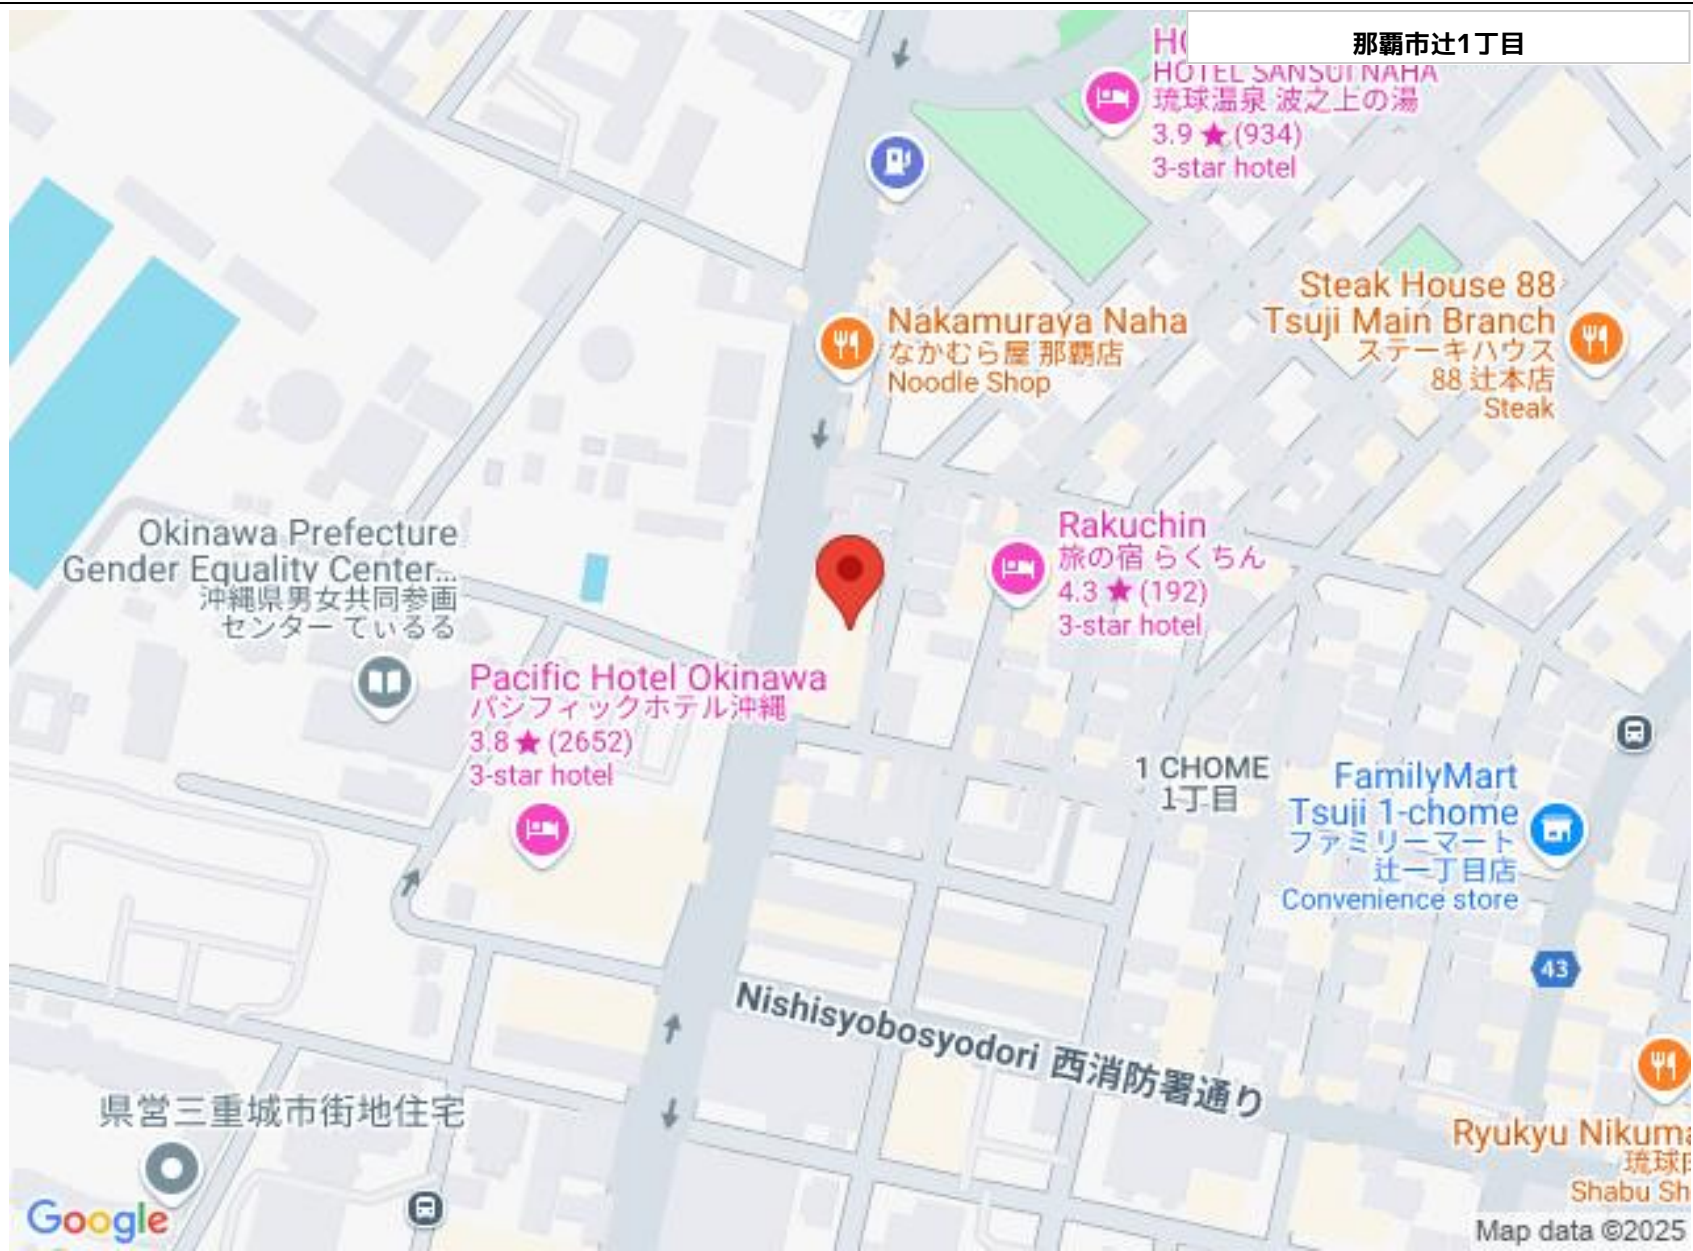 那覇市辻1丁目
HOTEL SANSUI NAHA
琉球温泉 波之上の湯
3.9 ★ (934)
3-star hotel
Steak House 88
Tsuji Main Branch
ステーキハウス
88 辻本店
Steak
Nakamuraya Naha
なかむら屋 那覇店
Noodle Shop
Okinawa Prefecture
Gender Equality Center...
沖縄県男女共同参画
センター てぃるる
Rakuchin
旅の宿 らくちん
4.3 ★ (192)
3-star hotel
Pacific Hotel Okinawa
パシフィックホテル沖縄
3.8 ★ (2652)
3-star hotel
1 CHOME
1丁目
FamilyMart
Tsuji 1-chome
ファミリーマート
辻一丁目店
Convenience store
43
Nishisyobosyodori 西消防署通り
県営三重城市街地住宅
Ryukyu Nikuma
琉球
Shabu Sh
Google
Map data ©2025